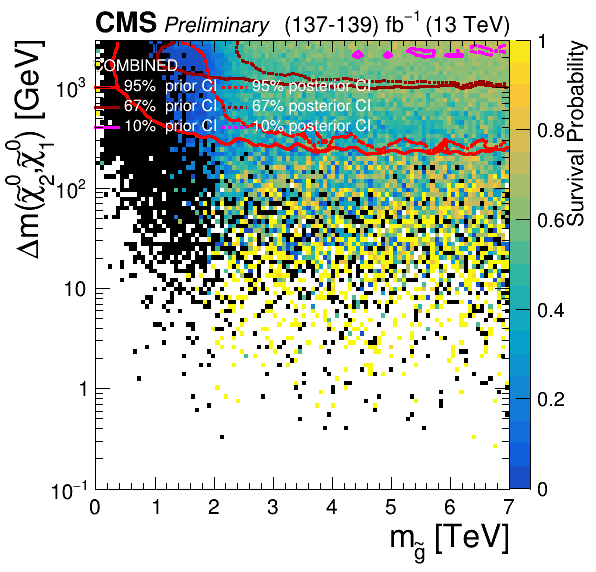 CMS Preliminary (137-139) fb⁻¹ (13 TeV)
Δm(χ̃⁰₂,χ̃⁰₁) [GeV]
10³
10²
10
1
10⁻¹
COMBINED
95% prior CI 95% posterior CI
67% prior CI 67% posterior CI
10% prior CI 10% posterior CI
0 1 2 3 4 5 6 7
m_g̃ [TeV]
1
0.8
0.6
0.4
0.2
0
Survival Probability